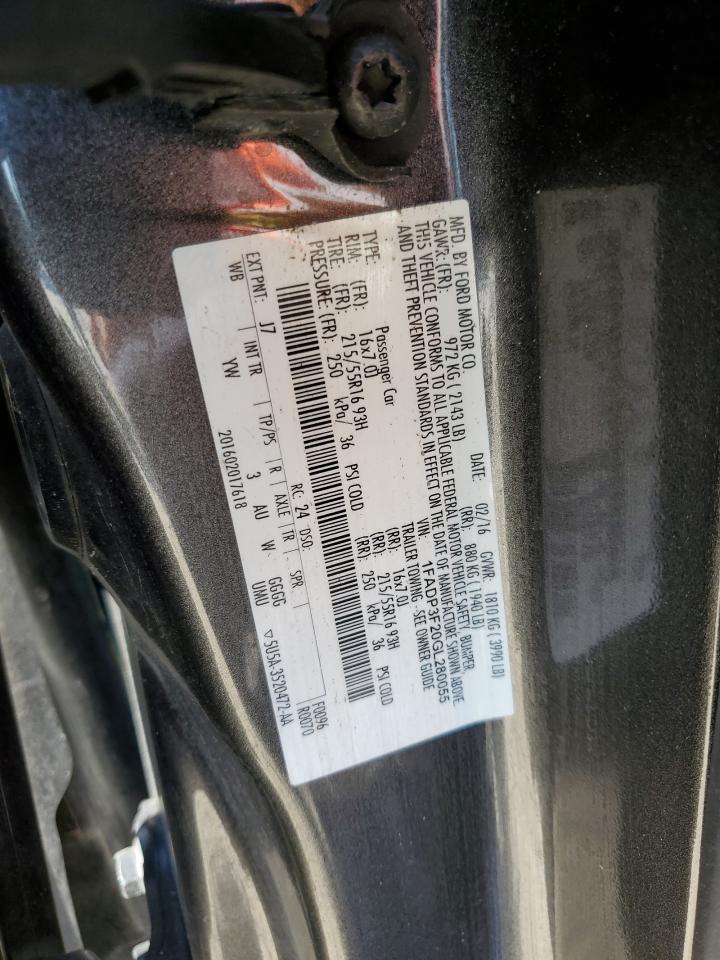 MFD. BY FORD MOTOR CO.
DATE: 02/16 GVWR: 1810 KG ( 3990 LB)
GAWR: (FR): 972 KG ( 2143 LB) (RR): 880 KG ( 1940 LB)
THIS VEHICLE CONFORMS TO ALL APPLICABLE FEDERAL MOTOR VEHICLE SAFETY, BUMPER,
AND THEFT PREVENTION STANDARDS IN EFFECT ON THE DATE OF MANUFACTURE SHOWN ABOVE
VIN: 1FADP3F20GL280055
TYPE: Passenger Car TRAILER TOWING - SEE OWNER GUIDE
RIM: (FR): 16x7.0J (RR): 16x7.0J
TIRE: (FR): 215/55R16 93H (RR): 215/55R16 93H
PRESSURE: (FR): 250 kPa/ 36 PSI COLD (RR): 250 kPa/ 36 PSI COLD
F0096
RC: 24 DSO: R0070
EXT PNT: J7
WB INT TR TP/PS R AXLE TR SPR
YW 3 AU W- GGGG
201602017618 UMU ▽5U5A-3S20472-AA